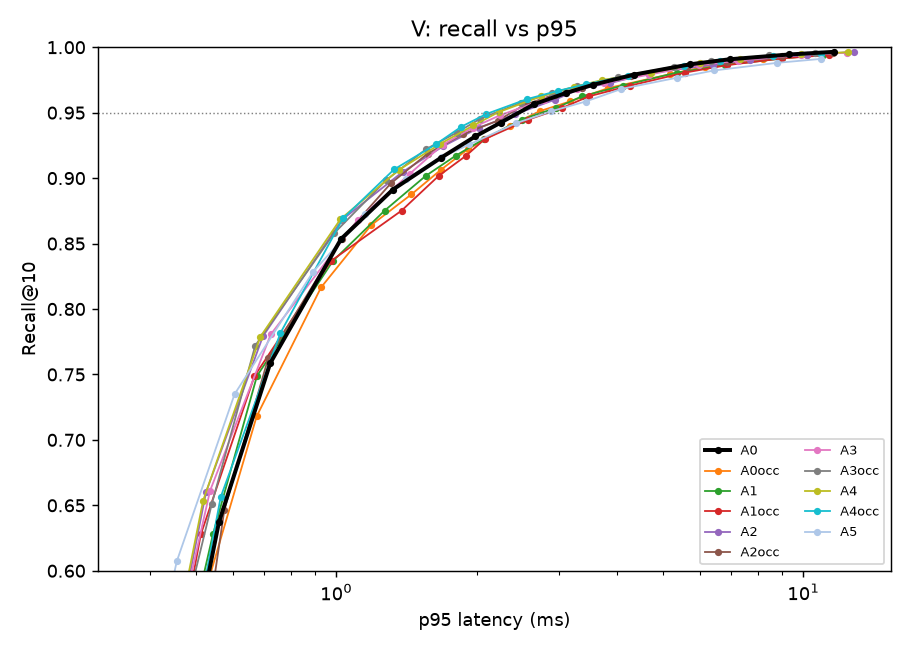 V: recall vs p95
1.00
0.95
0.90
0.85
0.80
0.75
0.70
0.65
0.60
Recall@10
10⁰
10¹
p95 latency (ms)
A0
A0occ
A1
A1occ
A2
A2occ
A3
A3occ
A4
A4occ
A5